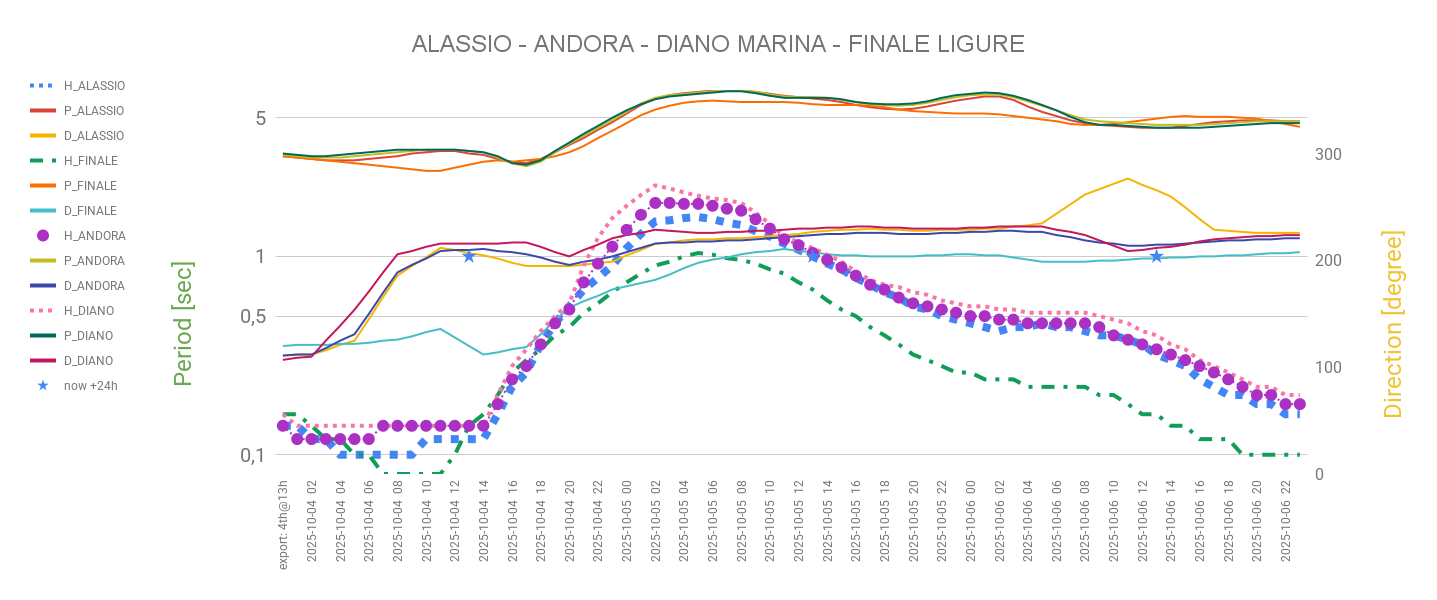 ALASSIO - ANDORA - DIANO MARINA - FINALE LIGURE
H_ALASSIO
P_ALASSIO
D_ALASSIO
H_FINALE
P_FINALE
D_FINALE
H_ANDORA
P_ANDORA
D_ANDORA
H_DIANO
P_DIANO
D_DIANO
now +24h
Period [sec]
5
1
0,5
0,1
300
200
100
0
Direction [degree]
export: 4th@13h
2025-10-04 02
2025-10-04 04
2025-10-04 06
2025-10-04 08
2025-10-04 10
2025-10-04 12
2025-10-04 14
2025-10-04 16
2025-10-04 18
2025-10-04 20
2025-10-04 22
2025-10-05 00
2025-10-05 02
2025-10-05 04
2025-10-05 06
2025-10-05 08
2025-10-05 10
2025-10-05 12
2025-10-05 14
2025-10-05 16
2025-10-05 18
2025-10-05 20
2025-10-05 22
2025-10-06 00
2025-10-06 02
2025-10-06 04
2025-10-06 06
2025-10-06 08
2025-10-06 10
2025-10-06 12
2025-10-06 14
2025-10-06 16
2025-10-06 18
2025-10-06 20
2025-10-06 22